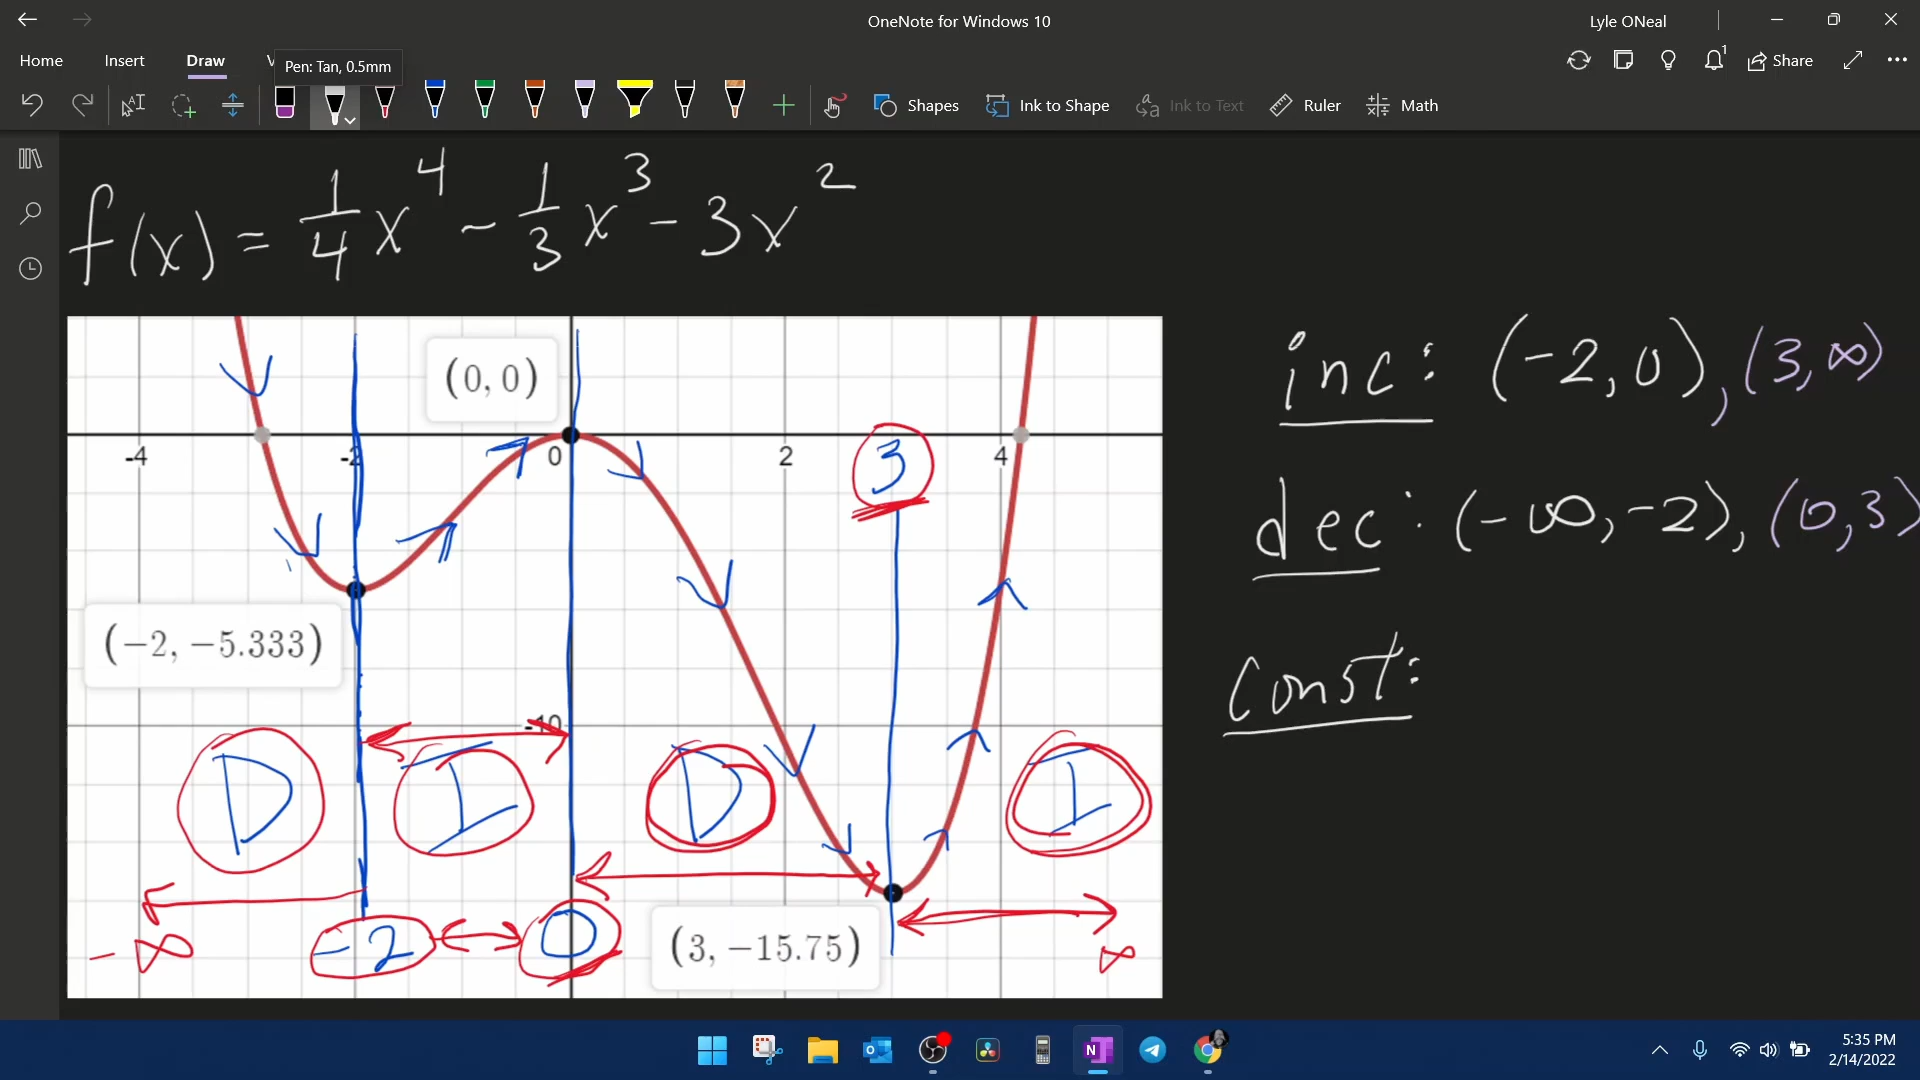 OneNote for Windows 10
Lyle ONeal
Home
Insert
Draw
V
Pen: Tan, 0.5mm
1
Share
Shapes
Ink to Shape
Ink to Text
Ruler
Math
f(x) = 1/4 x^4 - 1/3 x^3 - 3x^2
(0, 0)
inc: (-2,0), (3,∞)
-4
-2
0
2
3
4
dec: (-∞,-2), (0,3)
(−2, −5.333)
const:
-10
D
I
D
I
-∞
-2
0
(3, −15.75)
∞
5:35 PM
2/14/2022